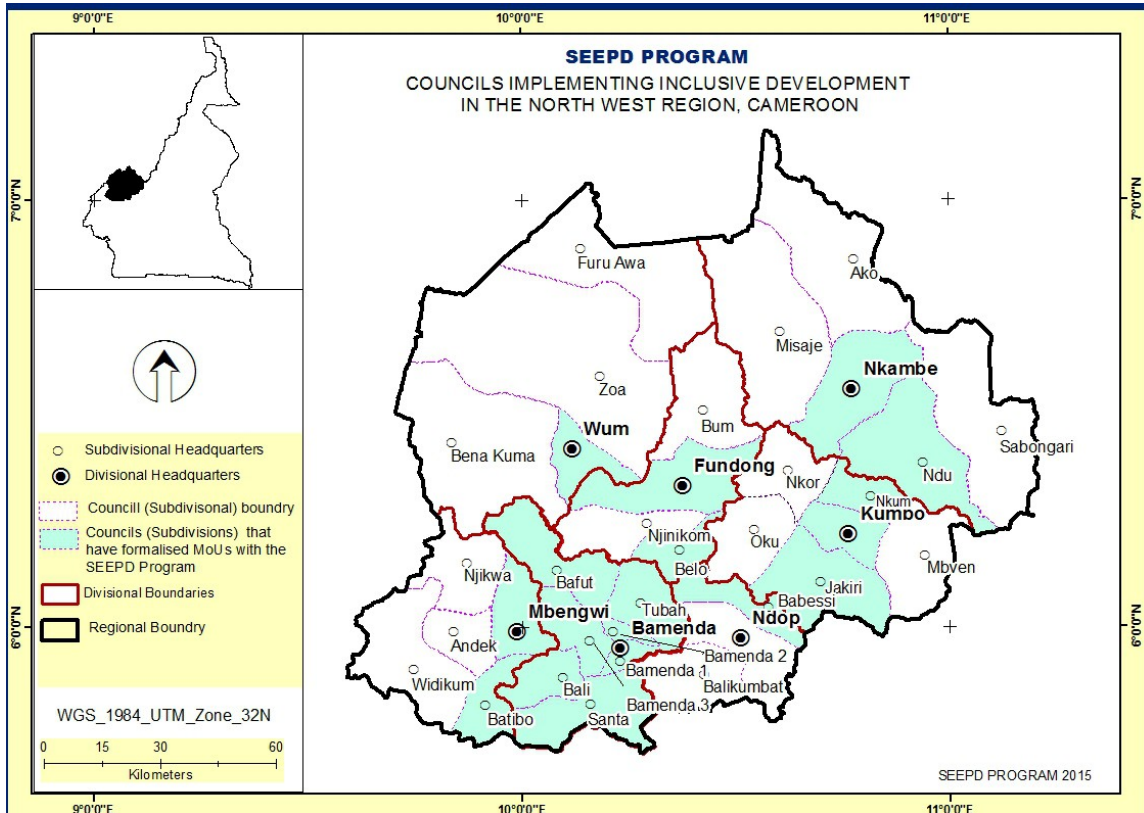 9°0'0"E
10°0'0"E
11°0'0"E
SEEPD PROGRAM
COUNCILS IMPLEMENTING INCLUSIVE DEVELOPMENT
IN THE NORTH WEST REGION, CAMEROON
7°0'0"N
7°0'0"N
Furu Awa
Ako
Misaje
Nkambe
Zoa
Bum
Wum
Sabongari
Bena Kuma
Fundong
Nkor
Ndu
Nkum
Kumbo
Njinikom
Oku
Mbven
Njikwa
Bafut
Belo
Jakiri
Tubah
Babessi
Mbengwi
Ndop
Andek
Bamenda
Bamenda 2
Widikum
Bamenda 1
Bali
Balikumbat
Bamenda 3
Batibo
Santa
6°0'0"N
6°0'0"N
Subdivisional Headquarters
Divisional Headquarters
Councill (Subdivisonal) boundry
Councils (Subdivisions) that
have formalised MoUs with the
SEEPD Program
Divisional Boundaries
Regional Boundry
WGS_1984_UTM_Zone_32N
0 15 30 60
Kilometers
SEEPD PROGRAM 2015
9°0'0"E
10°0'0"E
11°0'0"E